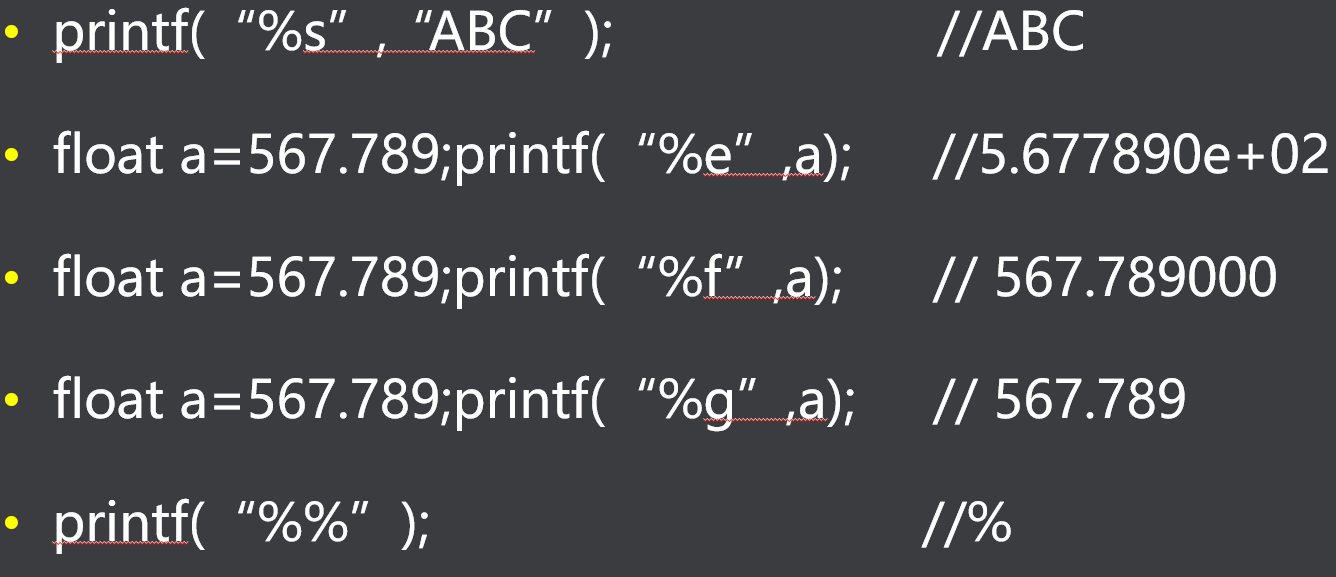 • printf( “%s” , “ABC” ); //ABC
• float a=567.789;printf( “%e” ,a); //5.677890e+02
• float a=567.789;printf( “%f” ,a); // 567.789000
• float a=567.789;printf( “%g” ,a); // 567.789
• printf( “%%” ); //%